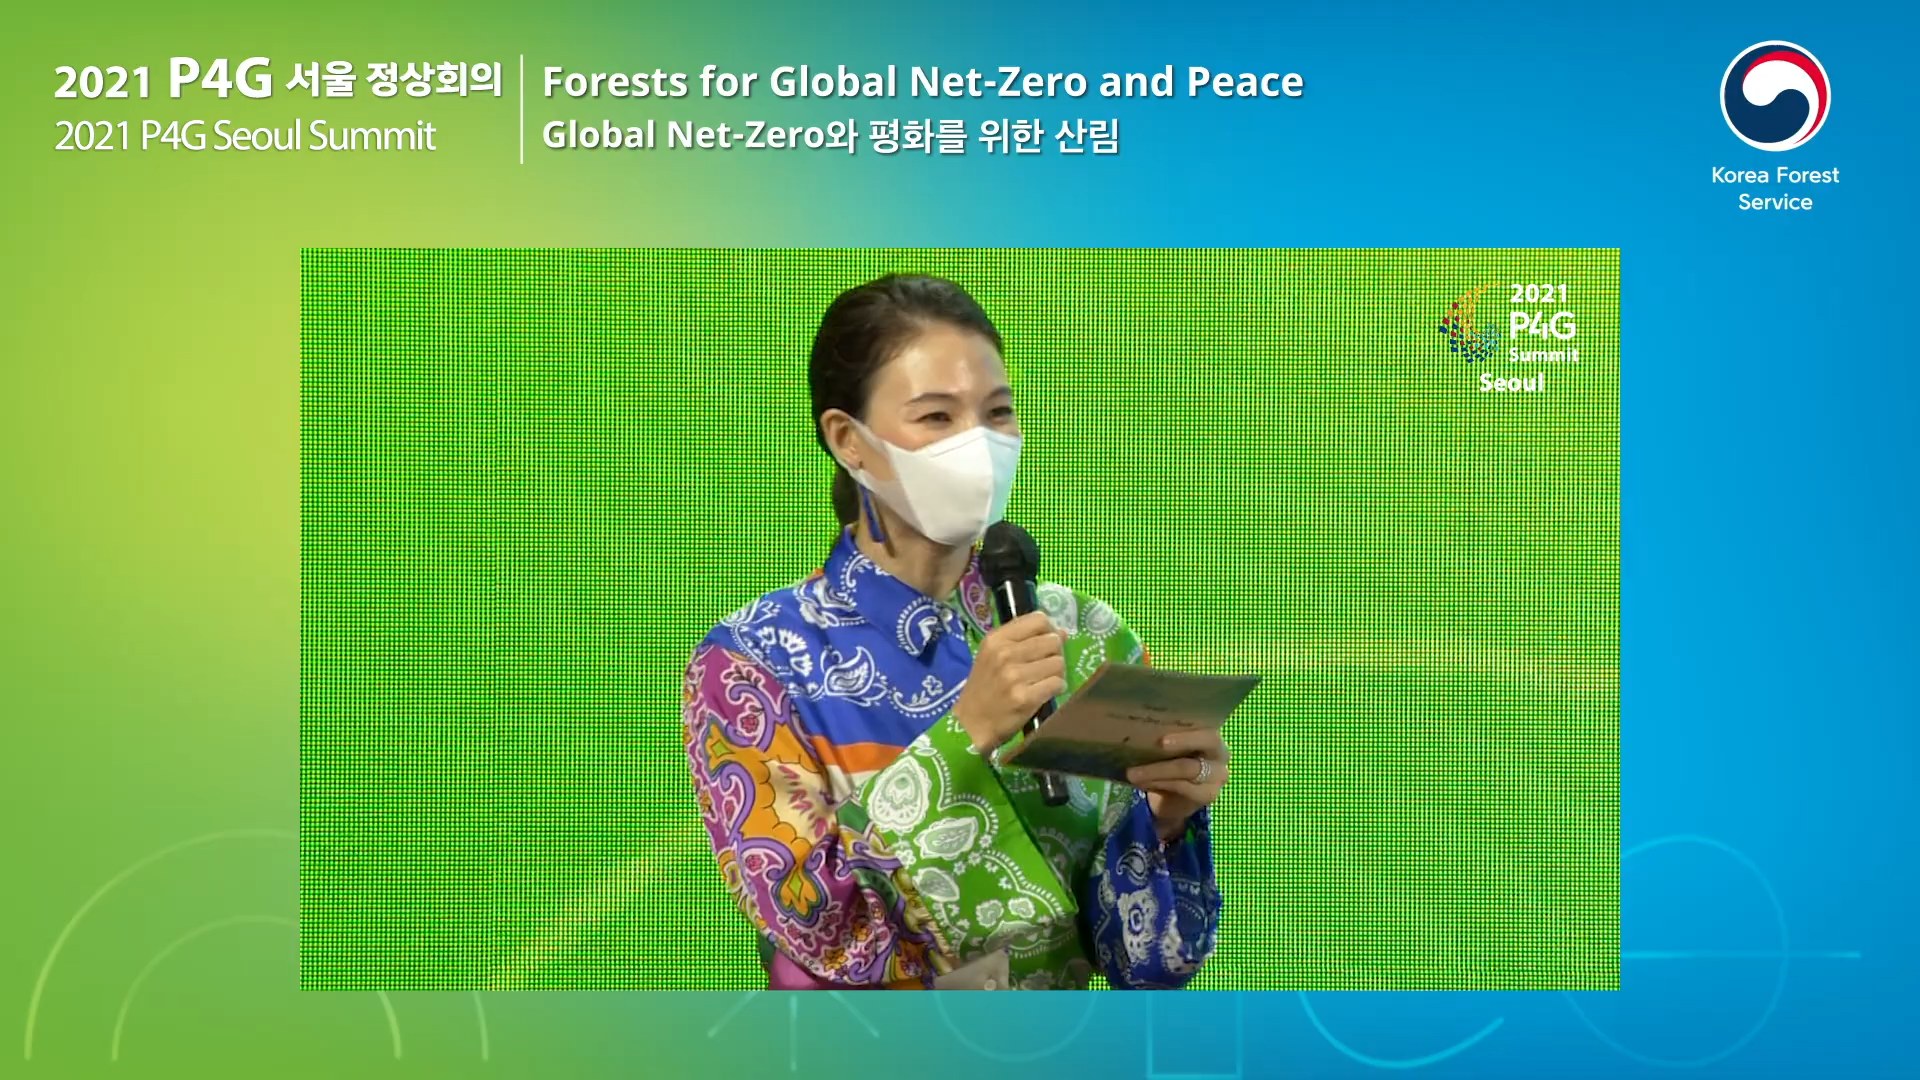 2021 P4G 서울 정상회의
2021 P4G Seoul Summit
Forests for Global Net-Zero and Peace
Global Net-Zero와 평화를 위한 산림
Korea Forest
Service
2021
P4G
Summit
Seoul